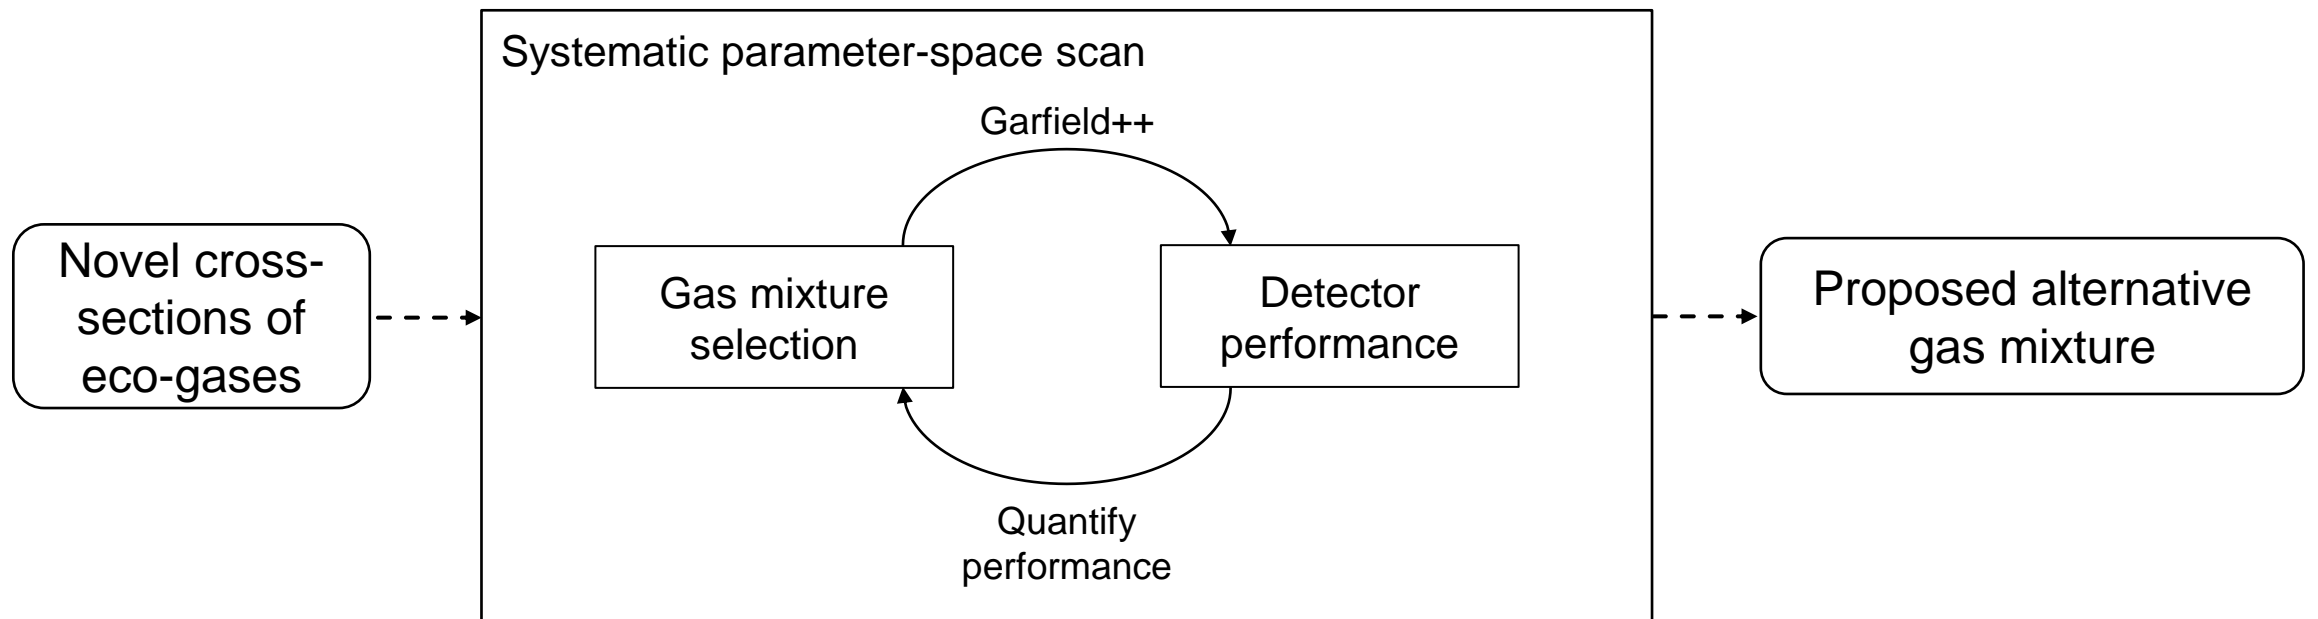 Systematic parameter-space scan
Garfield++
Novel cross-
sections of
eco-gases
Gas mixture
selection
Detector
performance
Proposed alternative
gas mixture
Quantify
performance